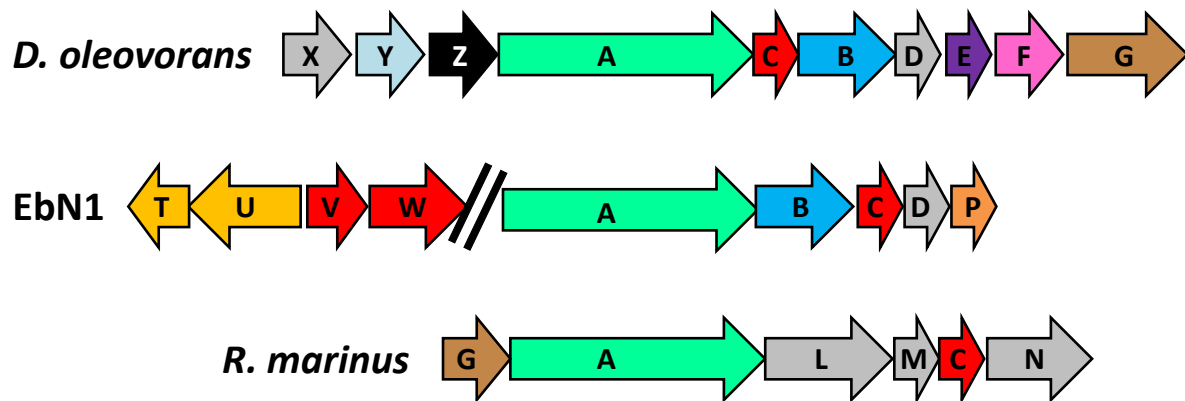 D. oleovorans X Y Z A C B D E F G
EbN1 T U V W A B C D P
R. marinus G A L M C N